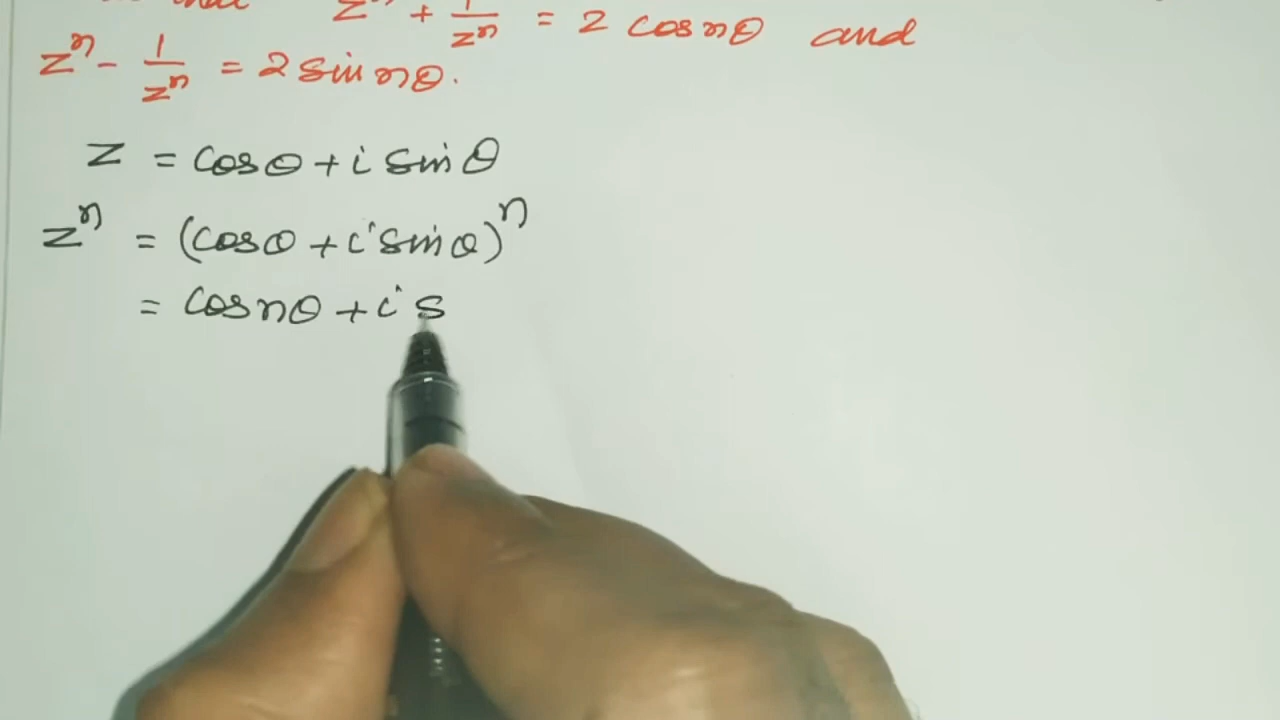 that zⁿ + 1/zⁿ = 2 cos nθ and
zⁿ - 1/zⁿ = 2 sin nθ.
z = cosθ + i sinθ
zⁿ = (cosθ + i sinθ)ⁿ
= cos nθ + i s